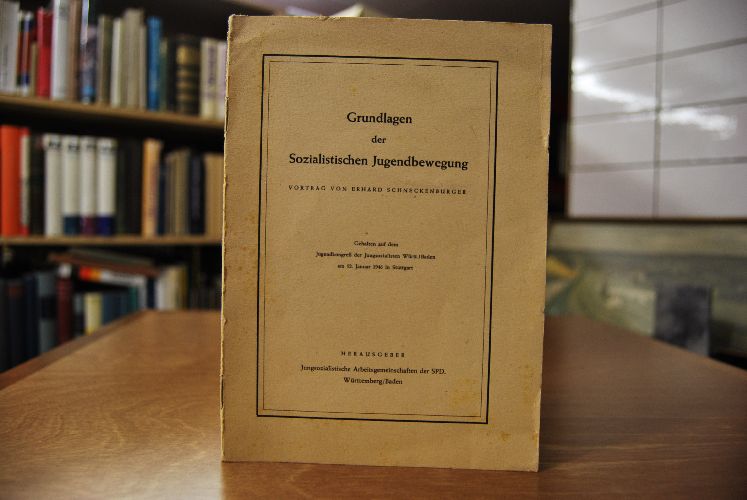 Grundlagen
der
Sozialistischen Jugendbewegung
VORTRAG VON ERHARD SCHNECKENBURGER
Gehalten auf dem
Jugendkongreß der Jungsozialisten Württ./Baden
am 12. Januar 1946 in Stuttgart
HERAUSGEBER
Jungsozialistische Arbeitsgemeinschaften der SPD.
Württemberg/Baden